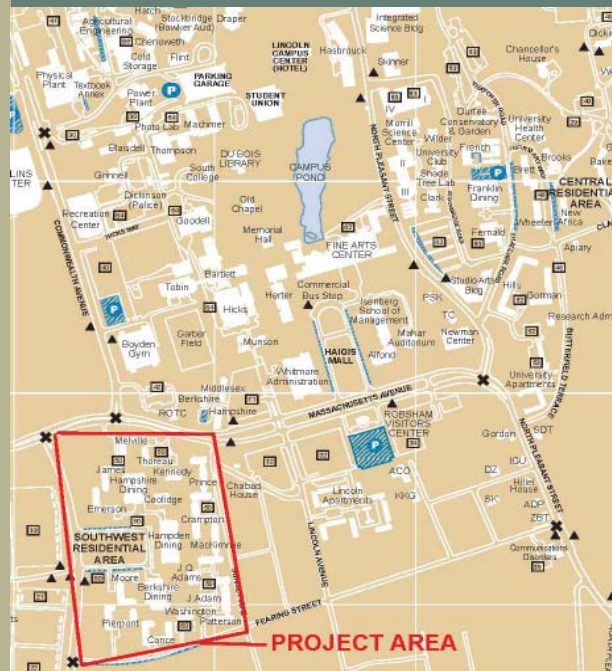 Hatch
Agricultural
Engineering
Stockbridge
(Bowker Aud)
Draper
Chenoweth
Cold
Storage
Flint
LINCOLN
CAMPUS
CENTER
(HOTEL)
Hasbrouck
Integrated
Science Bldg
Skinner
Chancellor's
House
Physical
Plant
Textbook
Annex
Power
Plant
P
PARKING
GARAGE
STUDENT
UNION
Photo Lab
Machmer
Blaisdell
Thompson
DU BOIS
LIBRARY
CAMPUS
POND
IV
I
Morrill
Science
Center
II
III
Wilder
University
Club
Shade
Tree Lab
Clark
Durfee
Conservatory
& Garden
French
University
Health
Center
Brett
Brooks
P
Franklin
Dining
CENTRAL
RESIDENTIAL
AREA
New
Africa
Wheeler
Fernald
Apiary
THATCHER ROAD
NORTH PLEASANT STREET
Grinnell
South
College
Dickinson
(Police)
Goodell
Old
Chapel
Memorial
Hall
Recreation
Center
HICKS WAY
COMMONWEALTH AVENUE
FINE ARTS
CENTER
Bartlett
Tobin
Hicks
Herter
Commercial
Bus Stop
Isenberg
School of
Management
Studio Arts
Bldg
Hills
Gorman
PSK
TC
Newman
Center
Research Adm
P
Boyden
Gym
Garber
Field
Munson
HAIGIS
MALL
Mahar
Auditorium
Alfond
Whitmore
Administration
University
Apartments
BUTTERFIELD TERRACE
Middlesex
Berkshire
Hampshire
ROTC
MASSACHUSETTS AVENUE
ROBSHAM
VISITORS
CENTER
P
Gordon
SDT
NORTH PLEASANT STREET
IGU
DZ
Hillel
House
SK
ADP
ZBT
Communications
Disorders
ACO
KKG
Lincoln
Apartments
LINCOLN AVENUE
Chabad
House
Melville
Thoreau
James
Kennedy
Hampshire
Dining
Prince
Coolidge
Emerson
Crampton
SOUTHWEST
RESIDENTIAL
AREA
Hampden
Dining
MacKimmie
Moore
J.Q.
Adams
Berkshire
Dining
J. Adam
Washington
Patterson
Pierpont
Cance
FEARING STREET
PROJECT AREA